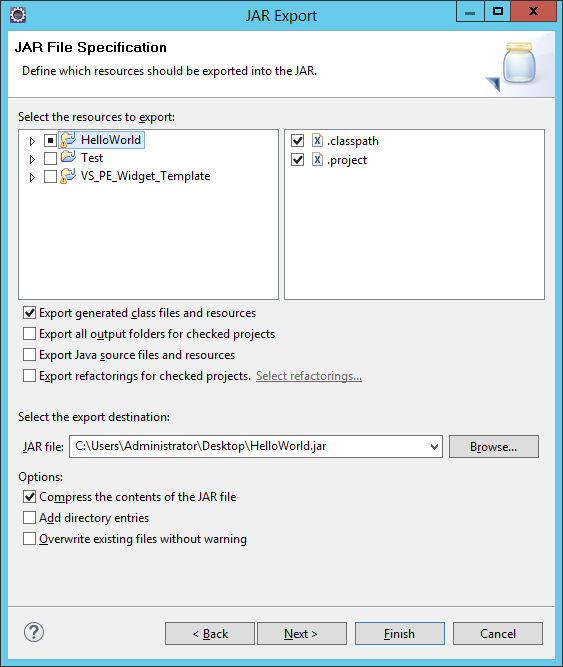 JAR Export
JAR File Specification
Define which resources should be exported into the JAR.
Select the resources to export:
HelloWorld
Test
VS_PE_Widget_Template
.classpath
.project
Export generated class files and resources
Export all output folders for checked projects
Export Java source files and resources
Export refactorings for checked projects. Select refactorings...
Select the export destination:
JAR file: C:\Users\Administrator\Desktop\HelloWorld.jar Browse...
Options:
Compress the contents of the JAR file
Add directory entries
Overwrite existing files without warning
? < Back Next > Finish Cancel